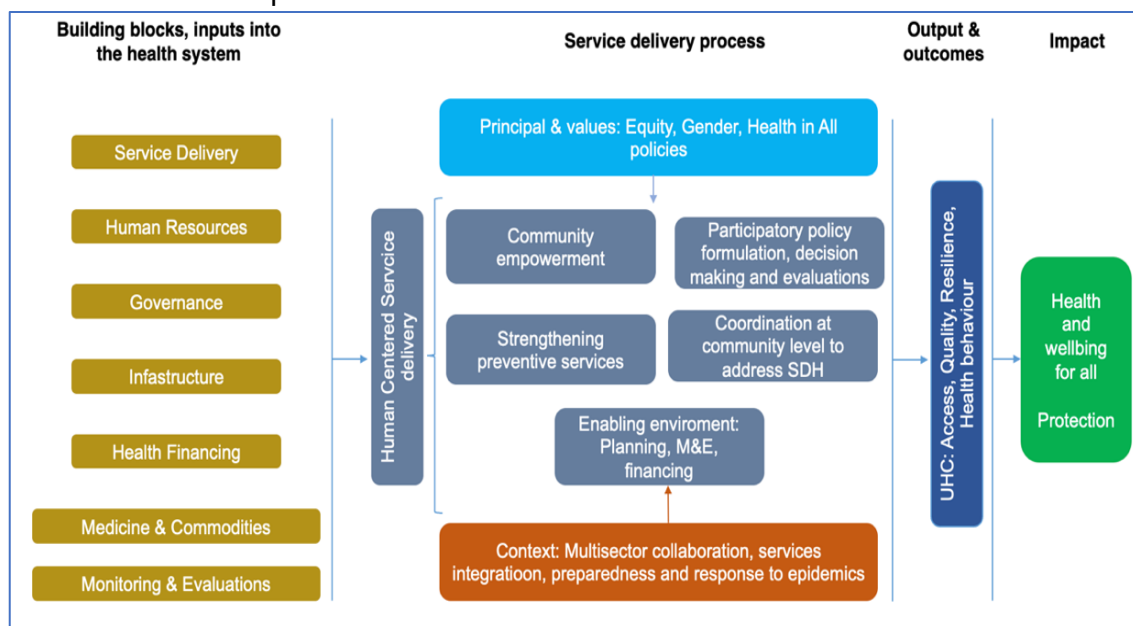 Building blocks, inputs into
the health system
Service delivery process
Output &
outcomes
Impact
Service Delivery
Human Resources
Governance
Infastructure
Health Financing
Medicine & Commodities
Monitoring & Evaluations
Human Centered Servcice
delivery
Principal & values: Equity, Gender, Health in All
policies
Community
empowerment
Participatory policy
formulation, decision
making and evaluations
Strengthening
preventive services
Coordination at
community level to
address SDH
Enabling enviroment:
Planning, M&E,
financing
Context: Multisector collaboration, services
integratioon, preparedness and response to epidemics
UHC: Access, Quality, Resilience,
Health behaviour
Health
and
wellbing
for all
Protection